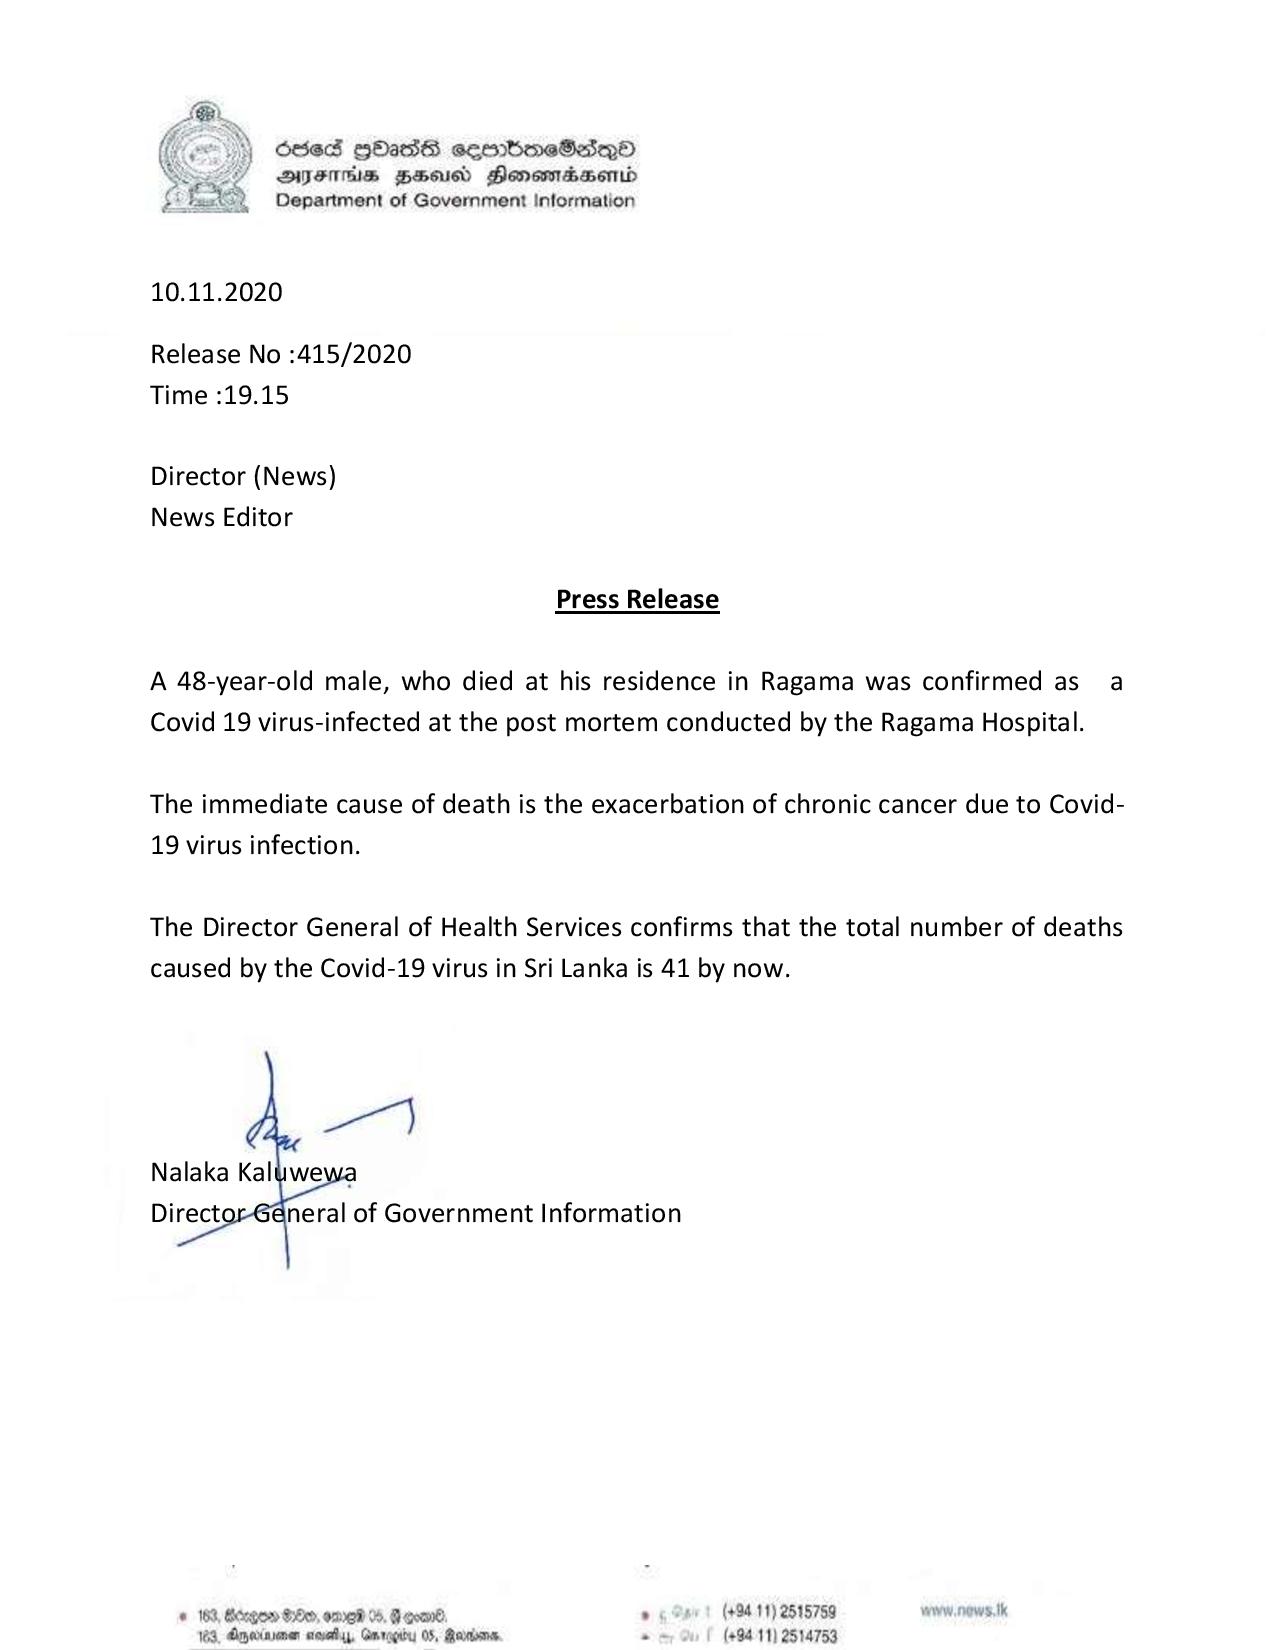 රජයේ ප්‍රවෘත්ති දෙපාර්තමේන්තුව
அரசாங்க தகவல் திணைக்களம்
Department of Government Information
10.11.2020
Release No :415/2020
Time :19.15
Director (News)
News Editor
Press Release
A 48-year-old male, who died at his residence in Ragama was confirmed as a
Covid 19 virus-infected at the post mortem conducted by the Ragama Hospital.
The immediate cause of death is the exacerbation of chronic cancer due to Covid-
19 virus infection.
The Director General of Health Services confirms that the total number of deaths
caused by the Covid-19 virus in Sri Lanka is 41 by now.
Nalaka Kaluwewa
Director General of Government Information
163, කිරුලපන මාවත, කොළඹ 05, ශ්‍රී ලංකාව.
163, கிருலப்பனை எவனியூ, கொழும்பு 05, இலங்கை.
(+94 11) 2515759
(+94 11) 2514753
www.news.lk